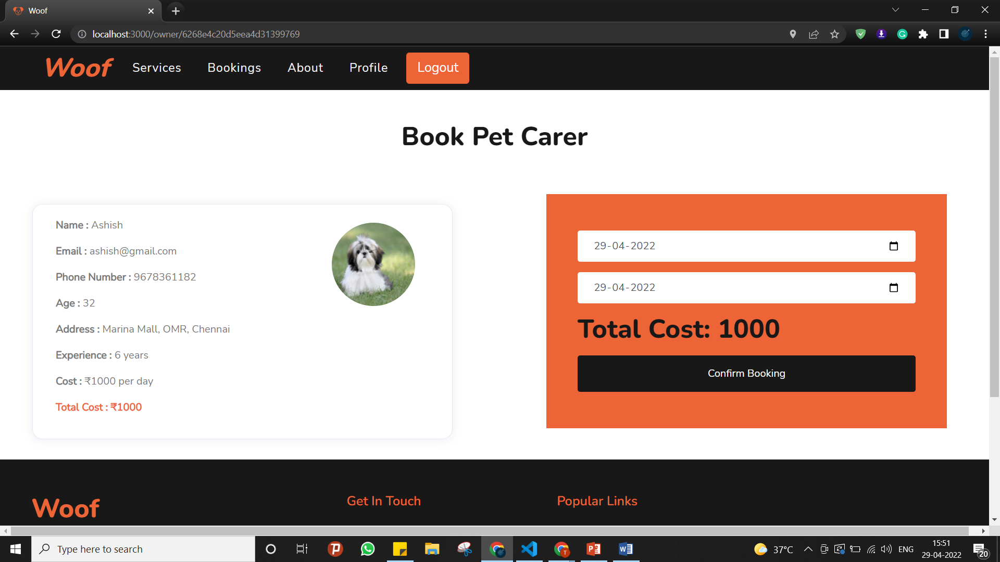 Woof
localhost:3000/owner/6268e4c20d5eea4d31399769
Woof Services Bookings About Profile Logout
Book Pet Carer
Name : Ashish
Email : ashish@gmail.com
Phone Number : 9678361182
Age : 32
Address : Marina Mall, OMR, Chennai
Experience : 6 years
Cost : ₹1000 per day
Total Cost : ₹1000
29-04-2022
29-04-2022
Total Cost: 1000
Confirm Booking
Woof
Get In Touch
Popular Links
Type here to search
37°C
ENG
15:51
29-04-2022
20